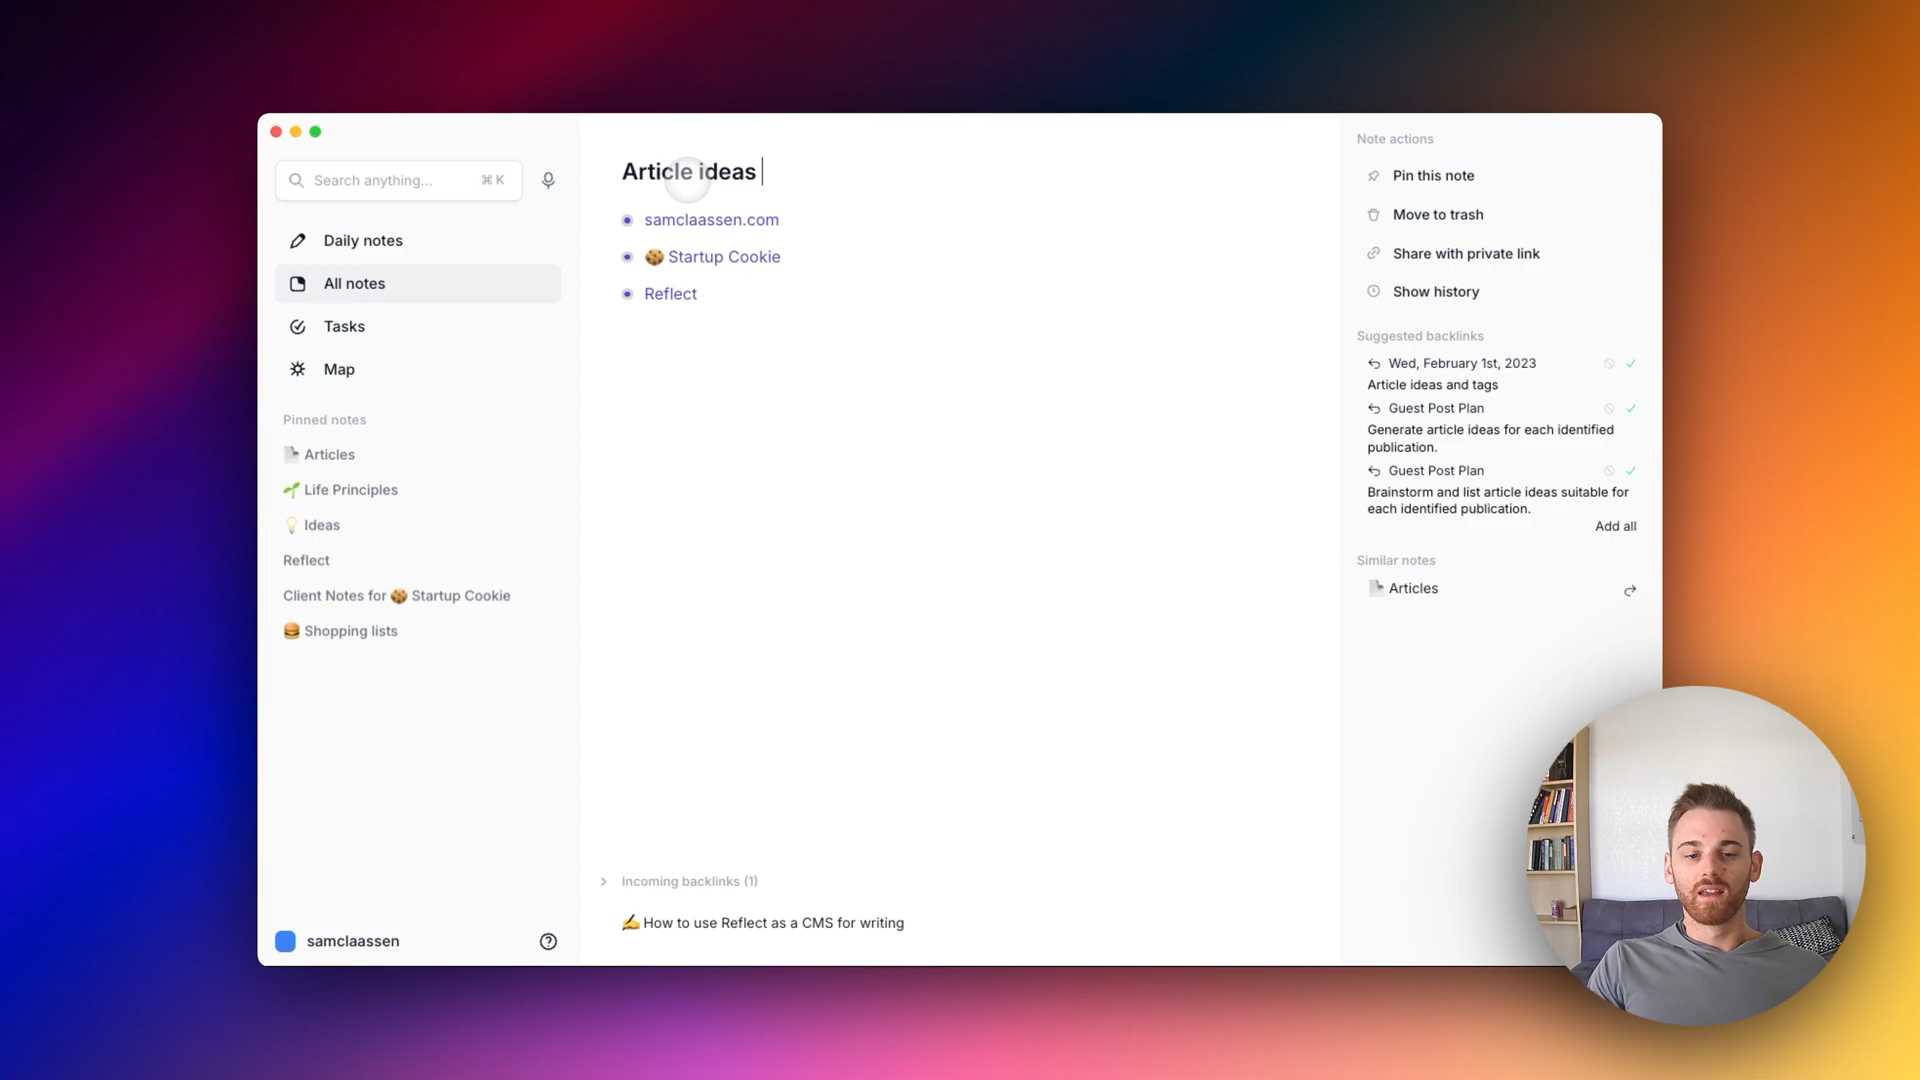 Search anything...
⌘ K
Daily notes
All notes
Tasks
Map
Pinned notes
Articles
Life Principles
Ideas
Reflect
Client Notes for 🍪 Startup Cookie
Shopping lists
samclaassen
Article ideas
samclaassen.com
🍪 Startup Cookie
Reflect
Incoming backlinks (1)
✍️ How to use Reflect as a CMS for writing
Note actions
Pin this note
Move to trash
Share with private link
Show history
Suggested backlinks
Wed, February 1st, 2023
Article ideas and tags
Guest Post Plan
Generate article ideas for each identified
publication.
Guest Post Plan
Brainstorm and list article ideas suitable for
each identified publication.
Add all
Similar notes
Articles